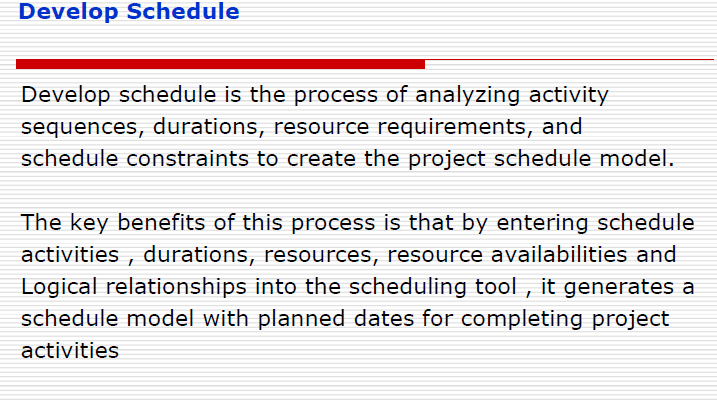 Develop Schedule
Develop schedule is the process of analyzing activity
sequences, durations, resource requirements, and
schedule constraints to create the project schedule model.
The key benefits of this process is that by entering schedule
activities , durations, resources, resource availabilities and
Logical relationships into the scheduling tool , it generates a
schedule model with planned dates for completing project
activities